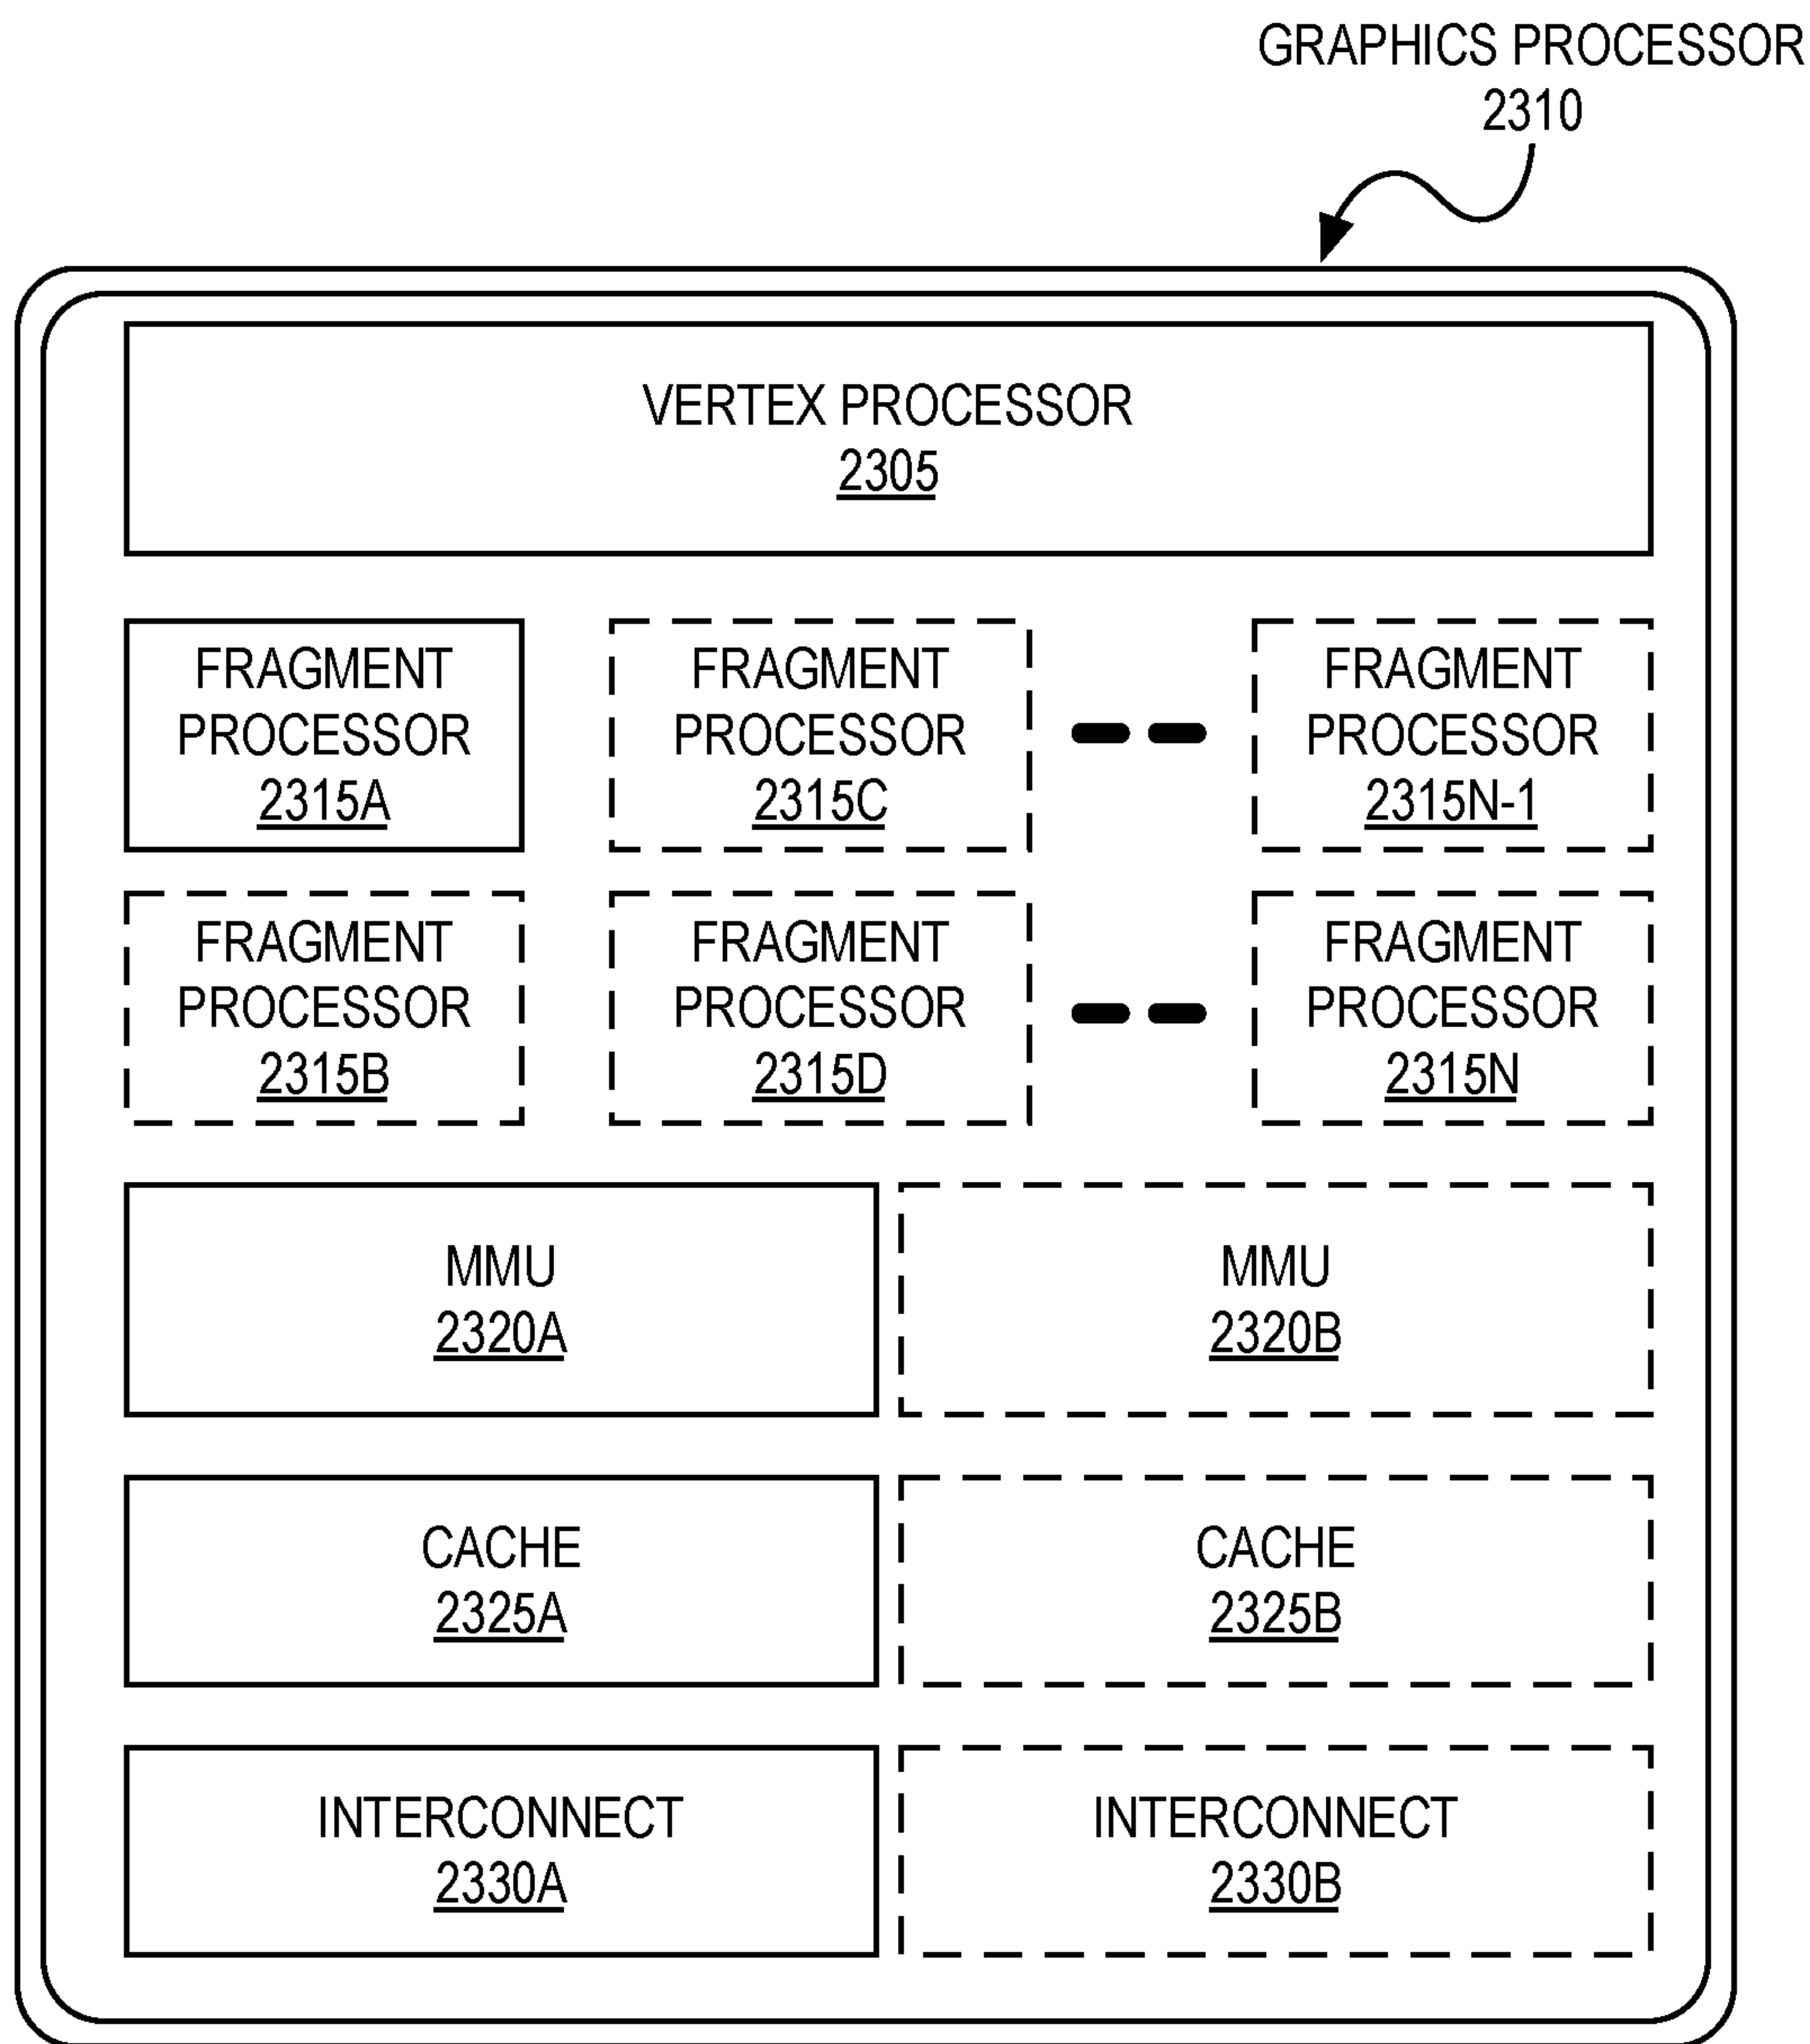 GRAPHICS PROCESSOR
2310
VERTEX PROCESSOR
2305
FRAGMENT
PROCESSOR
2315A
FRAGMENT
PROCESSOR
2315C
FRAGMENT
PROCESSOR
2315N-1
FRAGMENT
PROCESSOR
2315B
FRAGMENT
PROCESSOR
2315D
FRAGMENT
PROCESSOR
2315N
MMU
2320A
MMU
2320B
CACHE
2325A
CACHE
2325B
INTERCONNECT
2330A
INTERCONNECT
2330B